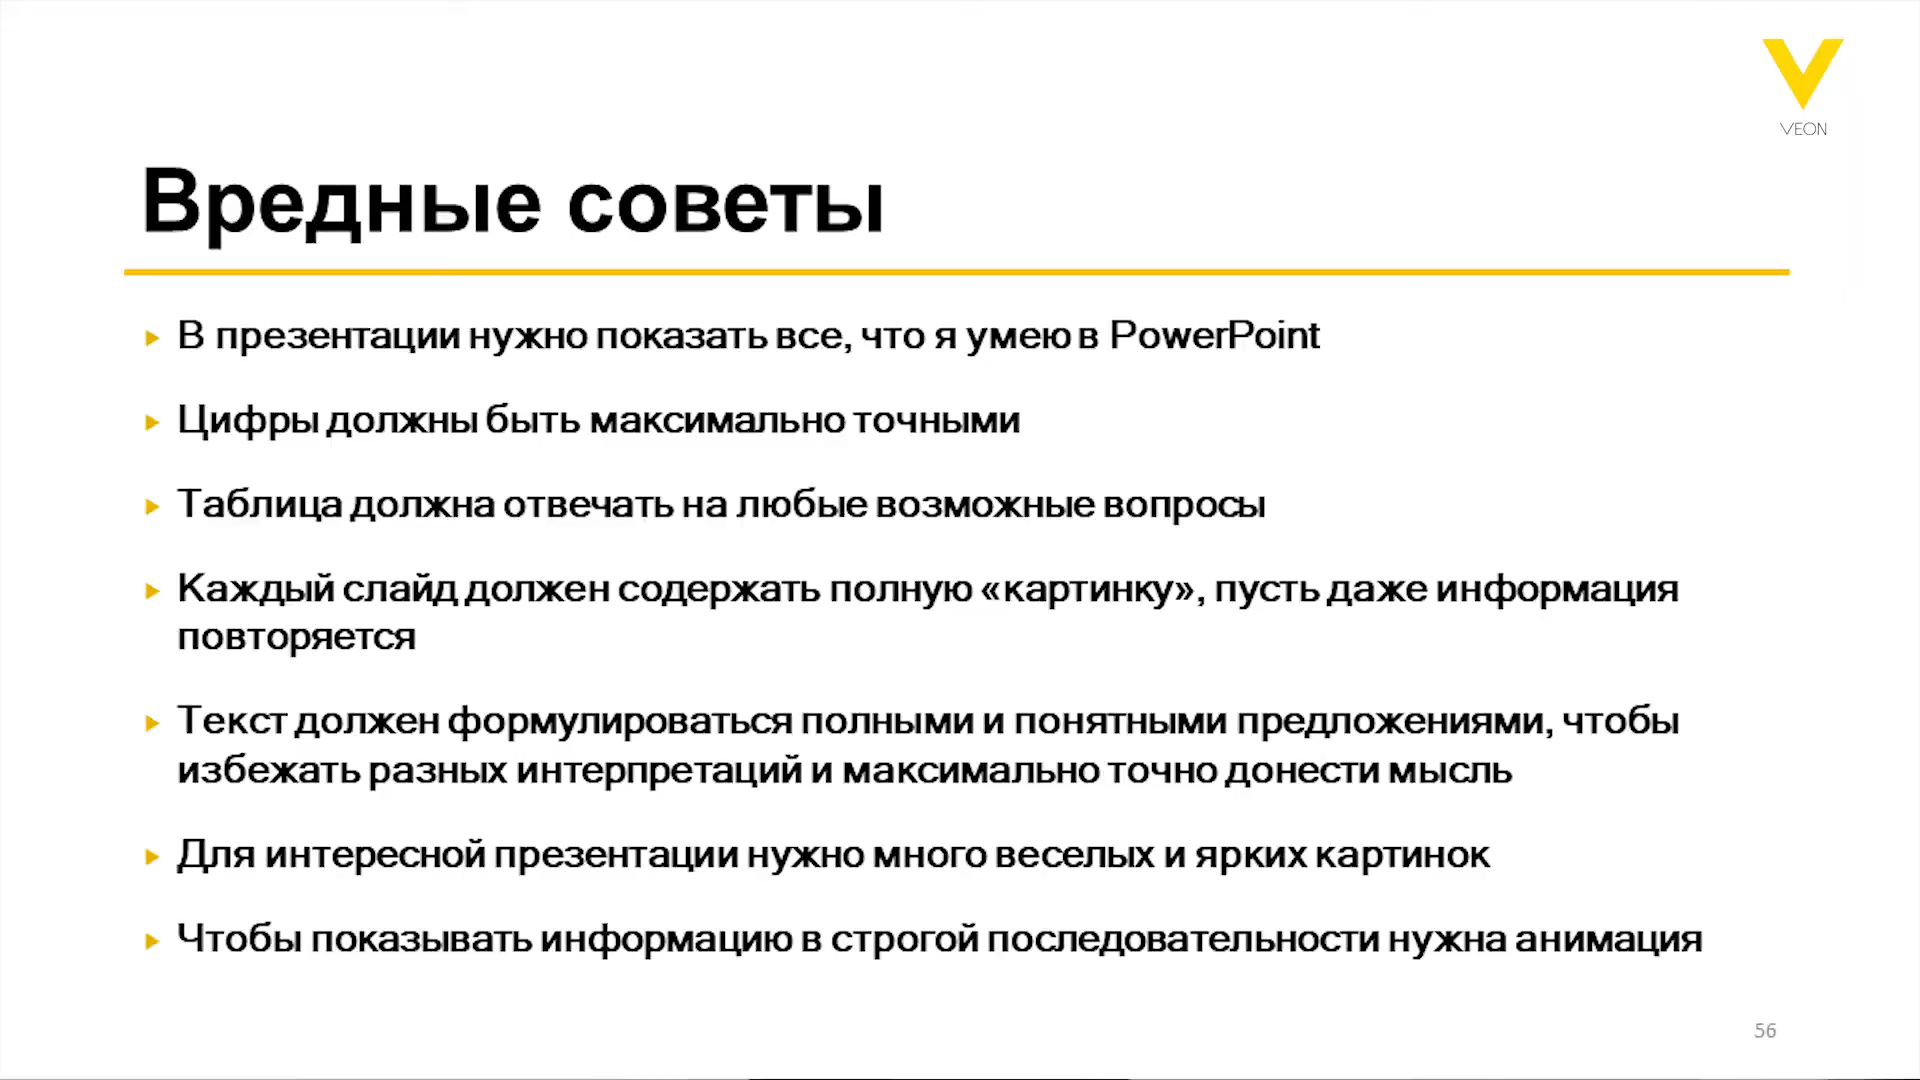 VEON
Вредные советы
В презентации нужно показать все, что я умею в PowerPoint
Цифры должны быть максимально точными
Таблица должна отвечать на любые возможные вопросы
Каждый слайд должен содержать полную «картинку», пусть даже информация
повторяется
Текст должен формулироваться полными и понятными предложениями, чтобы
избежать разных интерпретаций и максимально точно донести мысль
Для интересной презентации нужно много веселых и ярких картинок
Чтобы показывать информацию в строгой последовательности нужна анимация
56